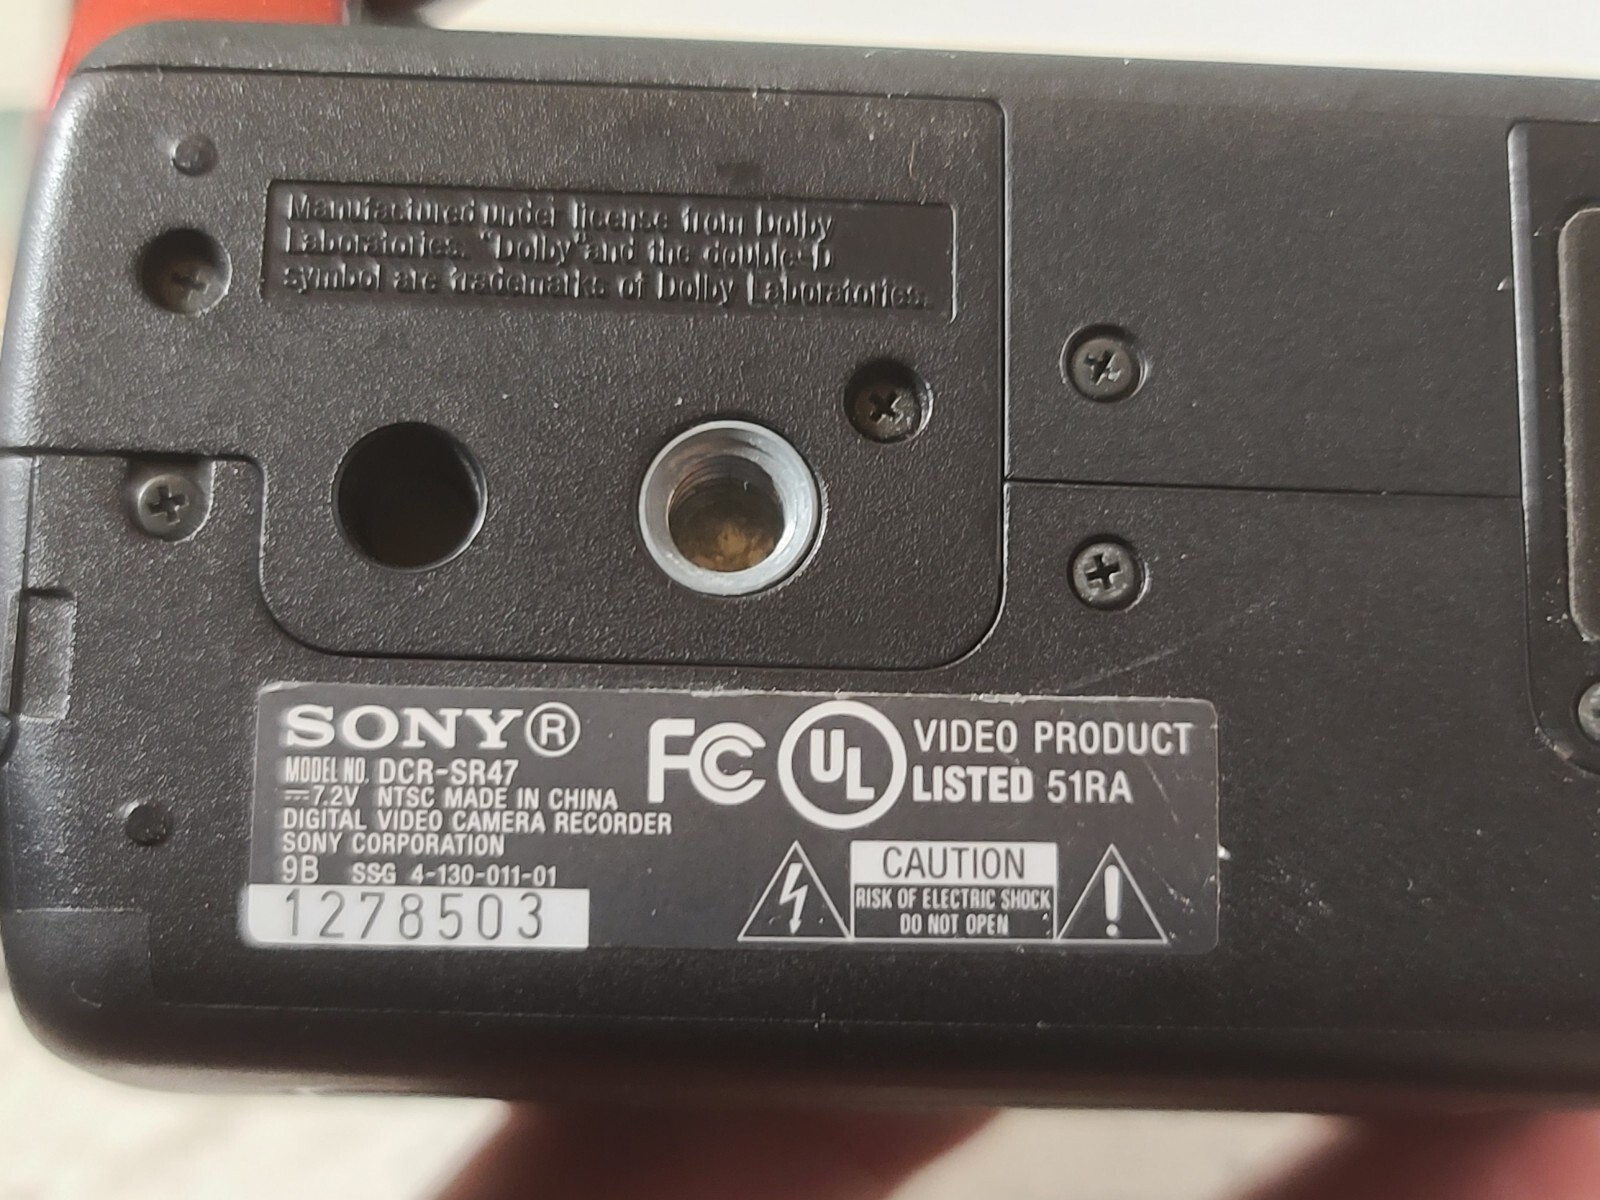 Manufactured under license from Dolby
Laboratories. "Dolby" and the double-D
symbol are trademarks of Dolby Laboratories.
SONY®
MODEL NO. DCR-SR47
⎓7.2V NTSC MADE IN CHINA
DIGITAL VIDEO CAMERA RECORDER
SONY CORPORATION
9B SSG 4-130-011-01
1278503
FC UL VIDEO PRODUCT
LISTED 51RA
CAUTION
RISK OF ELECTRIC SHOCK
DO NOT OPEN